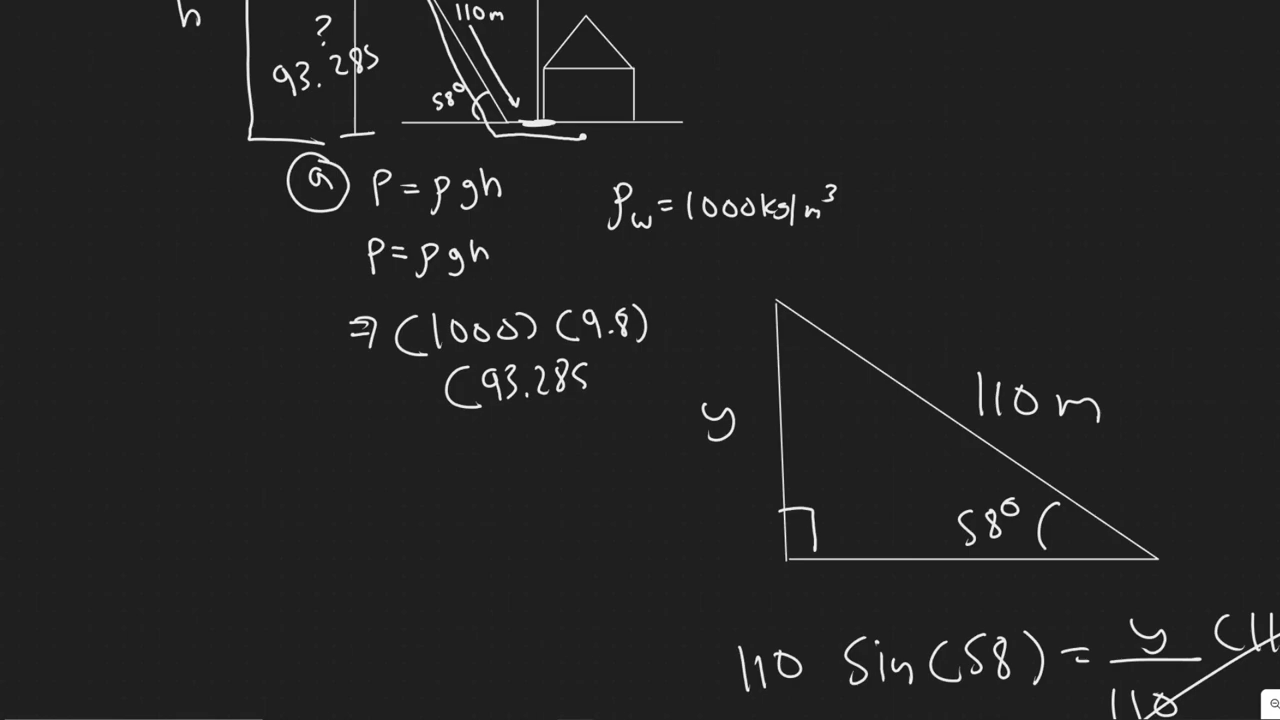 h
?
93.285
110m
58°
a
P = ρgh
ρw = 1000kg/m³
P = ρgh
⇒ (1000) (9.8)
(93.285
y
110 m
58°
110 Sin(58) = y/110 (11